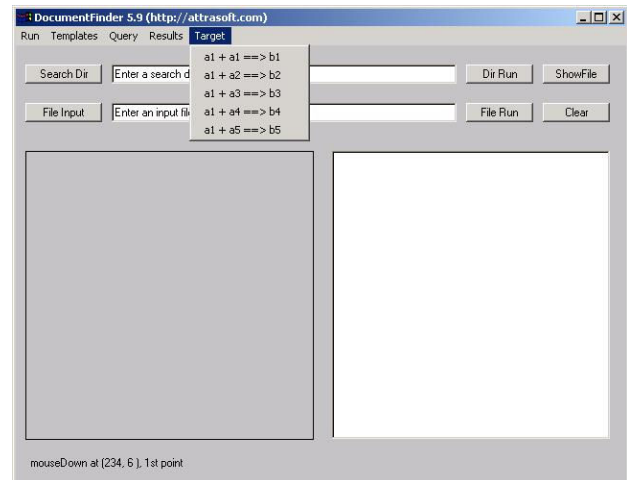 DocumentFinder 5.9 (http://attrasoft.com)
Run Templates Query Results Target
a1 + a1 ==> b1
a1 + a2 ==> b2
a1 + a3 ==> b3
a1 + a4 ==> b4
a1 + a5 ==> b5
Search Dir Enter a search d Dir Run ShowFile
File Input Enter an input fil File Run Clear
mouseDown at (234, 6 ), 1st point